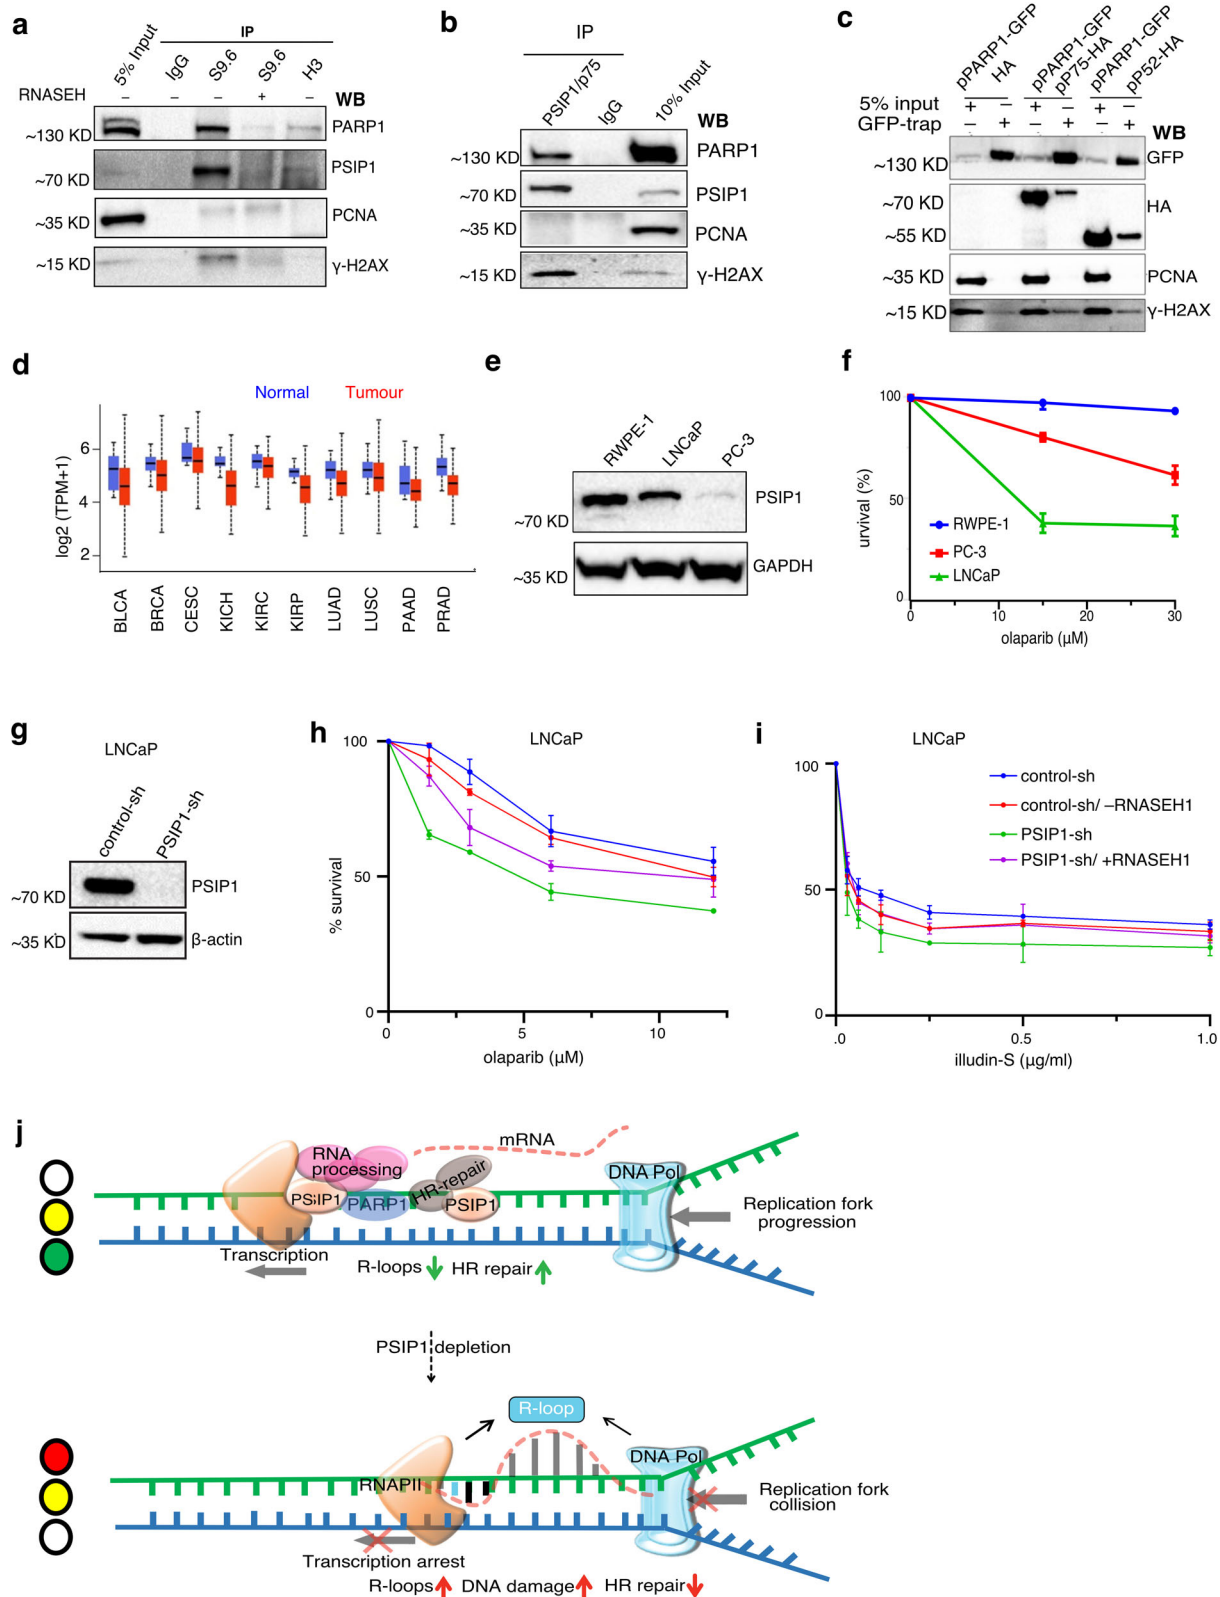 a
IP
5% Input
IgG
S9.6
S9.6
H3
RNASEH
– – – + –
WB
~130 KD
PARP1
~70 KD
PSIP1
~35 KD
PCNA
~15 KD
γ-H2AX
b
IP
PSIP1/p75
IgG
10% Input
WB
~130 KD
PARP1
~70 KD
PSIP1
~35 KD
PCNA
~15 KD
γ-H2AX
c
pPARP1-GFP
HA
pPARP1-GFP
pP75-HA
pPARP1-GFP
pP52-HA
5% input + – + – + –
GFP-trap – + – + – +
WB
~130 KD
GFP
~70 KD
HA
~55 KD
~35 KD
PCNA
~15 KD
γ-H2AX
d
Normal
Tumour
log2 (TPM+1)
6
4
2
BLCA
BRCA
CESC
KICH
KIRC
KIRP
LUAD
LUSC
PAAD
PRAD
e
RWPE-1
LNCaP
PC-3
PSIP1
~70 KD
GAPDH
~35 KD
f
100
50
0
urvival (%)
RWPE-1
PC-3
LNCaP
0
10
20
30
olaparib (µM)
g
LNCaP
control-sh
PSIP1-sh
~70 KD
PSIP1
~35 KD
β-actin
h
LNCaP
100
50
0
% survival
0
5
10
olaparib (µM)
i
LNCaP
100
50
0
control-sh
control-sh/ –RNASEH1
PSIP1-sh
PSIP1-sh/ +RNASEH1
.0
0.5
1.0
illudin-S (µg/ml)
j
mRNA
RNA
processing
HR-repair
DNA Pol
PSIP1
PARP1
PSIP1
Replication fork
progression
Transcription
R-loops
HR repair
PSIP1 depletion
R-loop
RNAPII
DNA Pol
Replication fork
collision
Transcription arrest
R-loops
DNA damage
HR repair